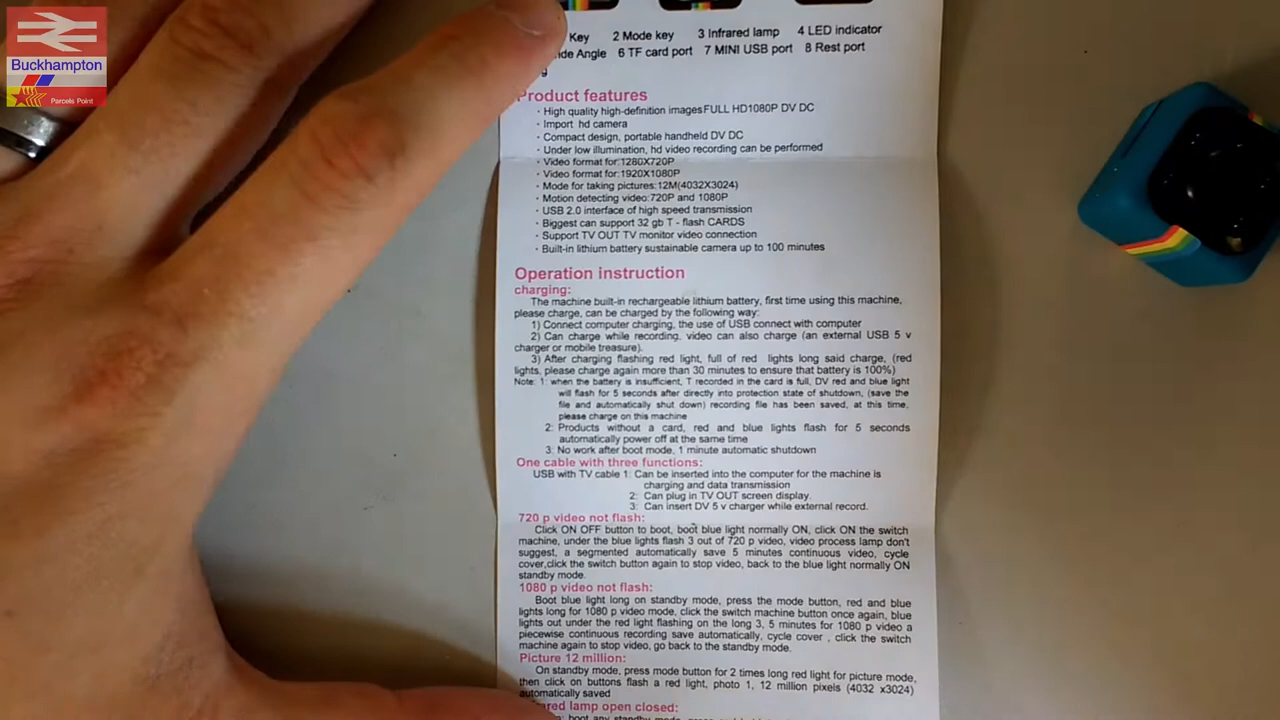 Buckhampton
Parcels Point
Key 2 Mode key 3 Infrared lamp 4 LED indicator
Angle 6 TF card port 7 MINI USB port 8 Rest port
Product features
· High quality high-definition imagesFULL HD1080P DV DC
· Import hd camera
· Compact design, portable handheld DV DC
· Under low illumination, hd video recording can be performed
· Video format for:1280X720P
· Video format for:1920X1080P
· Mode for taking pictures:12M(4032X3024)
· Motion detecting video:720P and 1080P
· USB 2.0 interface of high speed transmission
· Biggest can support 32 gb T - flash CARDS
· Support TV OUT TV monitor video connection
· Built-in lithium battery sustainable camera up to 100 minutes
Operation instruction
charging:
The machine built-in rechargeable lithium battery, first time using this machine,
please charge, can be charged by the following way:
1) Connect computer charging, the use of USB connect with computer
2) Can charge while recording, video can also charge (an external USB 5 v
charger or mobile treasure).
3) After charging flashing red light, full of red lights long said charge, (red
lights, please charge again more than 30 minutes to ensure that battery is 100%)
Note: 1: when the battery is insufficient, T recorded in the card is full, DV red and blue light
will flash for 5 seconds after directly into protection state of shutdown, (save the
file and automatically shut down) recording file has been saved, at this time,
please charge on this machine
2: Products without a card, red and blue lights flash for 5 seconds
automatically power off at the same time
3: No work after boot mode, 1 minute automatic shutdown
One cable with three functions:
USB with TV cable 1: Can be inserted into the computer for the machine is
charging and data transmission
2: Can plug in TV OUT screen display.
3: Can insert DV 5 v charger while external record.
720 p video not flash:
Click ON OFF button to boot, boot blue light normally ON, click ON the switch
machine, under the blue lights flash 3 out of 720 p video, video process lamp don't
suggest, a segmented automatically save 5 minutes continuous video, cycle
cover,click the switch button again to stop video, back to the blue light normally ON
standby mode.
1080 p video not flash:
Boot blue light long on standby mode, press the mode button, red and blue
lights long for 1080 p video mode, click the switch machine button once again, blue
lights out under the red light flashing on the long 3, 5 minutes for 1080 p video a
piecewise continuous recording save automatically, cycle cover , click the switch
machine again to stop video, go back to the standby mode.
Picture 12 million:
On standby mode, press mode button for 2 times long red light for picture mode,
then click on buttons flash a red light, photo 1, 12 million pixels (4032 x3024)
automatically saved
lamp open closed: